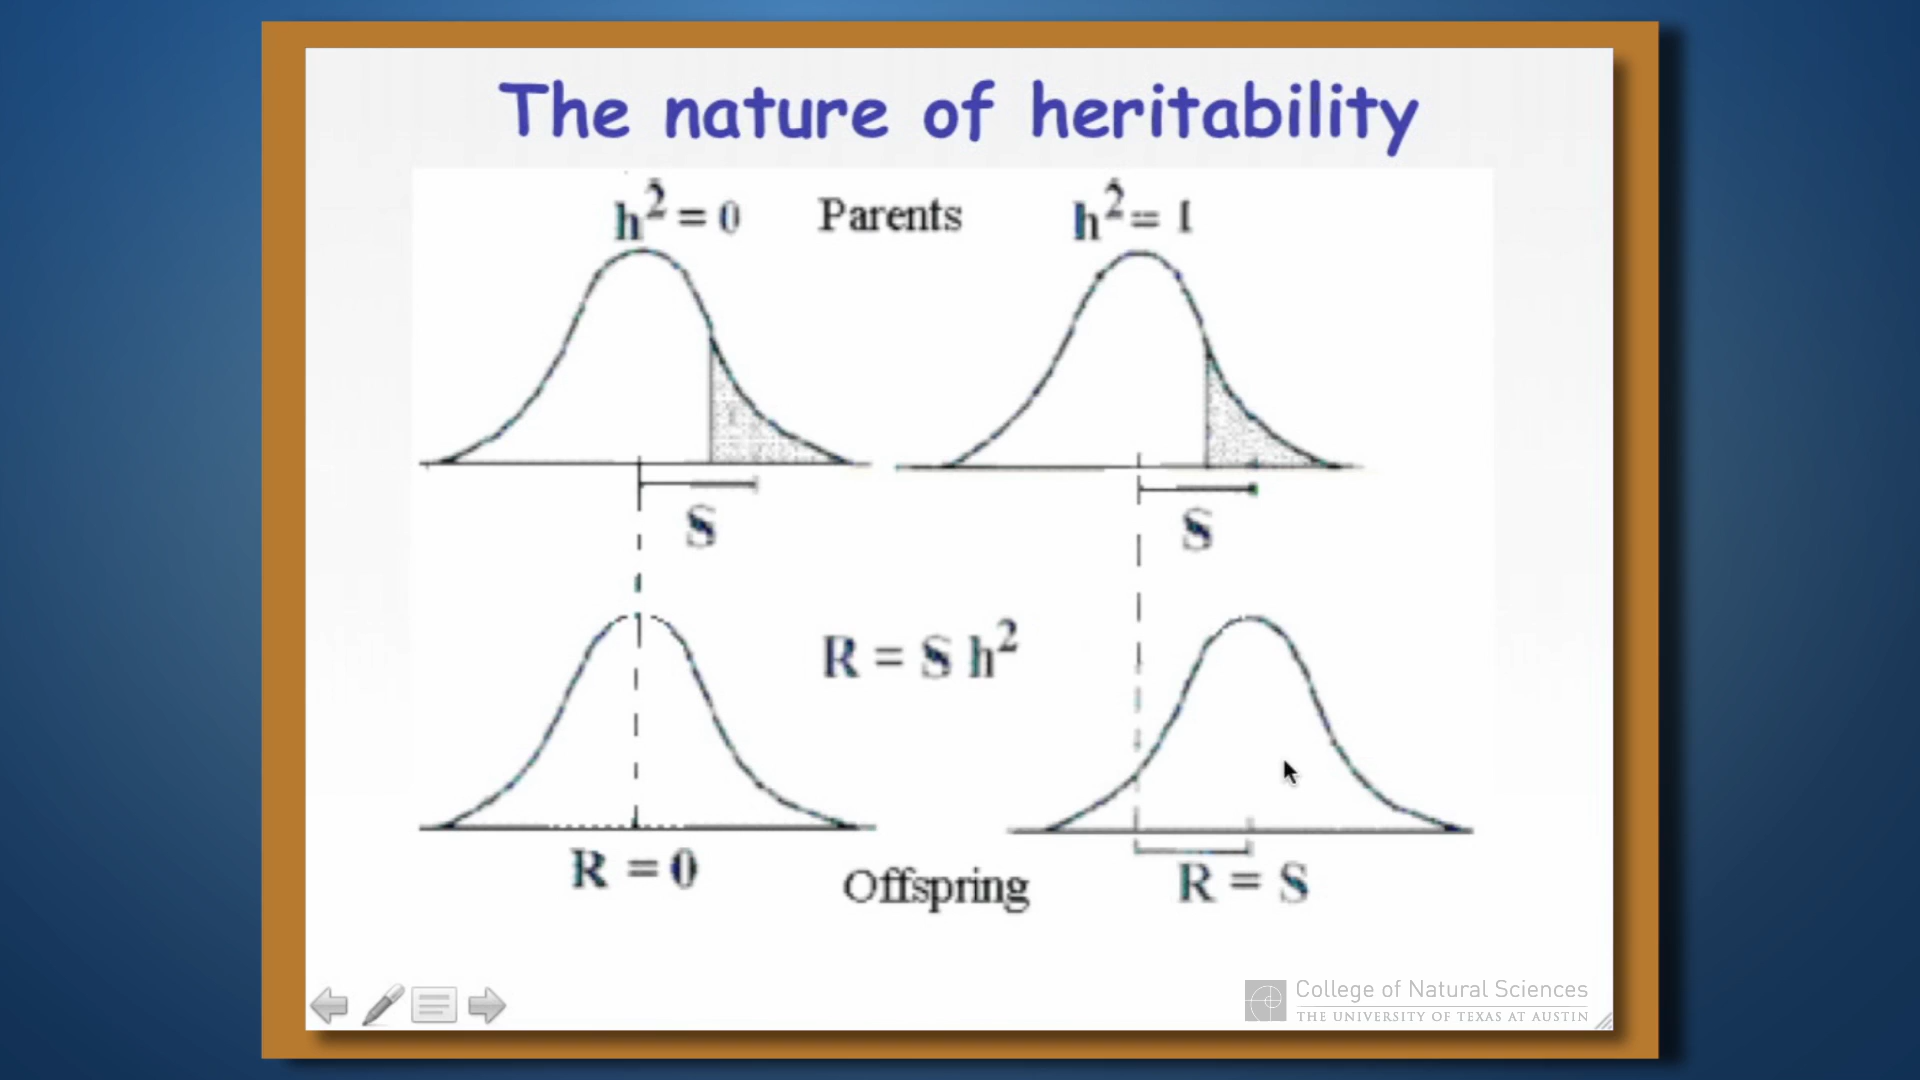 The nature of heritability
h² = 0 Parents h² = 1
S S
R = S h²
R = 0 R = S
Offspring
College of Natural Sciences
THE UNIVERSITY OF TEXAS AT AUSTIN